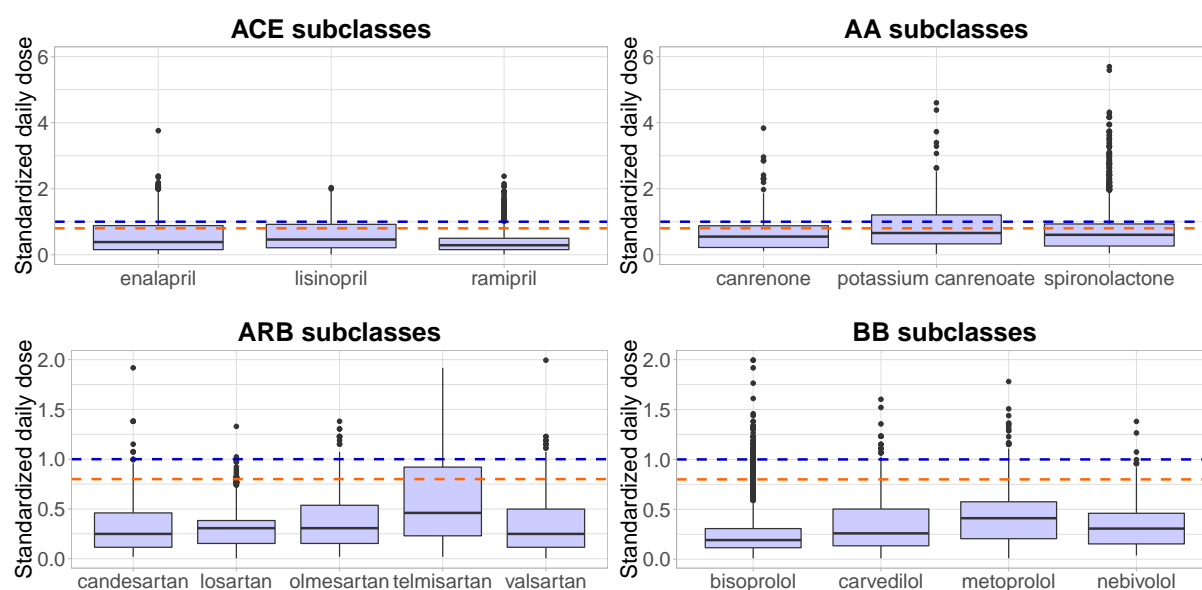 ACE subclasses
Standardized daily dose
6
4
2
0
enalapril lisinopril ramipril
AA subclasses
Standardized daily dose
6
4
2
0
canrenone potassium canrenoate spironolactone
ARB subclasses
Standardized daily dose
2.0
1.5
1.0
0.5
0.0
candesartan losartan olmesartan telmisartan valsartan
BB subclasses
Standardized daily dose
2.0
1.5
1.0
0.5
0.0
bisoprolol carvedilol metoprolol nebivolol